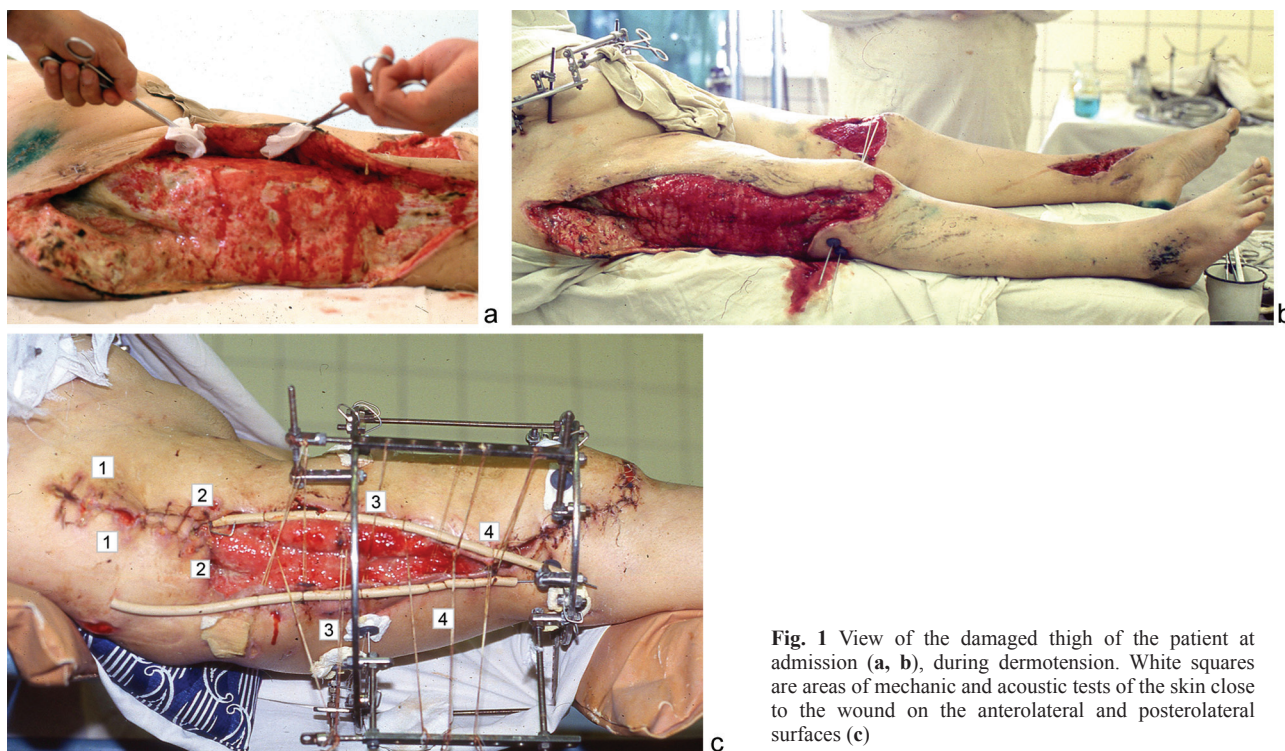 a
b
1
2
3
4
1
2
3
4
c
Fig. 1 View of the damaged thigh of the patient at
admission (a, b), during dermotension. White squares
are areas of mechanic and acoustic tests of the skin close
to the wound on the anterolateral and posterolateral
surfaces (c)